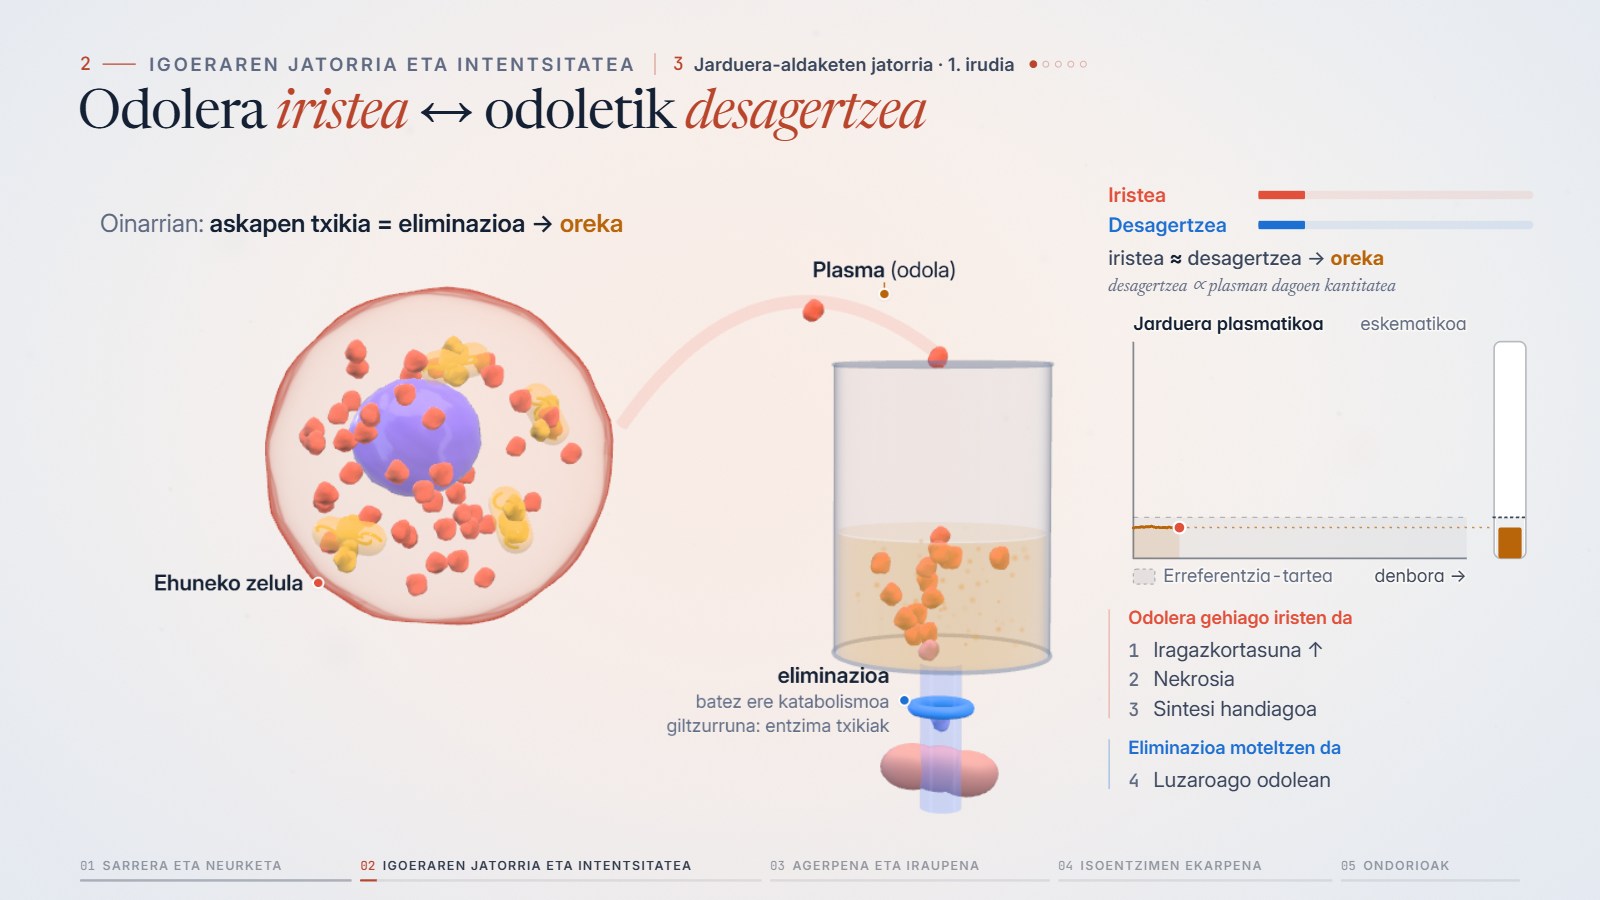 2 — IGOERAREN JATORRIA ETA INTENTSITATEA | 3 Jarduera-aldaketen jatorria · 1. irudia
Odolera iristea ↔ odoletik desagertzea
Oinarrian: askapen txikia = eliminazioa → oreka
Plasma (odola)
Ehuneko zelula
eliminazioa
batez ere katabolismoa
giltzurruna: entzima txikiak
Iristea
Desagertzea
iristea ≈ desagertzea → oreka
desagertzea ∝ plasman dagoen kantitatea
Jarduera plasmatikoa eskematikoa
Erreferentzia-tartea denbora →
Odolera gehiago iristen da
1 Iragazkortasuna ↑
2 Nekrosia
3 Sintesi handiagoa
Eliminazioa moteltzen da
4 Luzaroago odolean
01 SARRERA ETA NEURKETA 02 IGOERAREN JATORRIA ETA INTENTSITATEA 03 AGERPENA ETA IRAUPENA 04 ISOENTZIMEN EKARPENA 05 ONDORIOAK